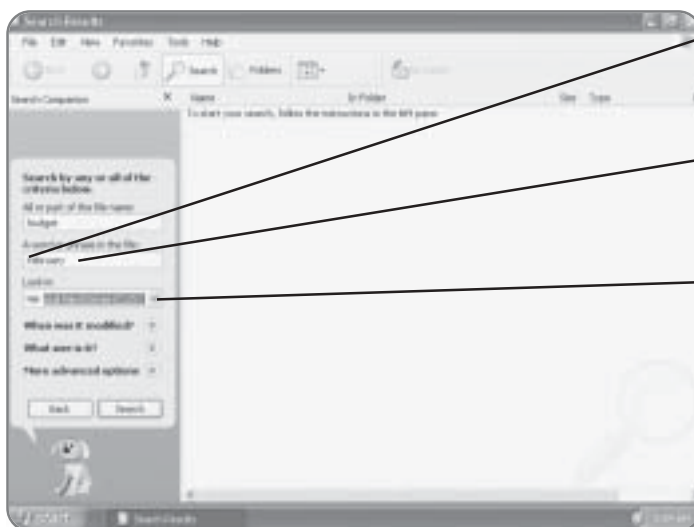 Search Results
File Edit View Favorites Tools Help
Back Search Folders
Search Companion X Name In Folder Size Type
To start your search, follow the instructions in the left pane.
Search by any or all of the
criteria below.
All or part of the file name:
budget
A word or phrase in the file:
February
Look in:
When was it modified?
What size is it?
More advanced options
Back Search
start Search Results